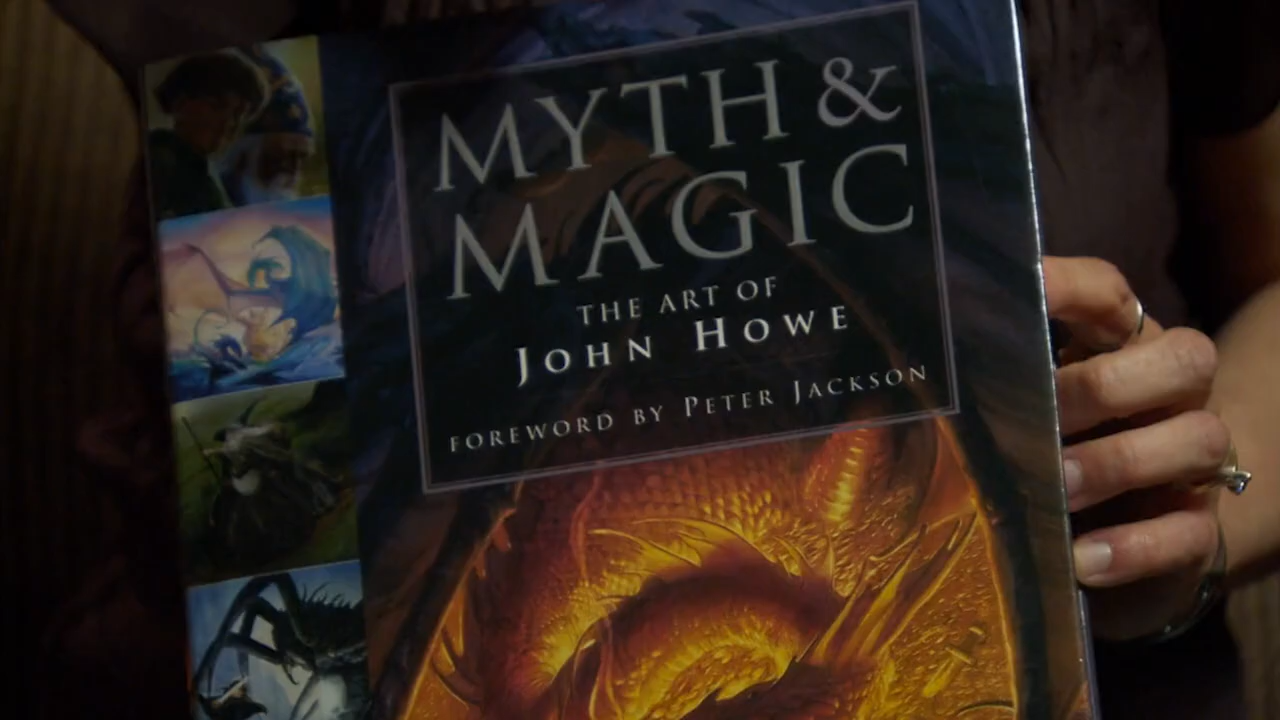 MYTH &
MAGIC
THE ART OF
JOHN HOWE
FOREWORD BY PETER JACKSON